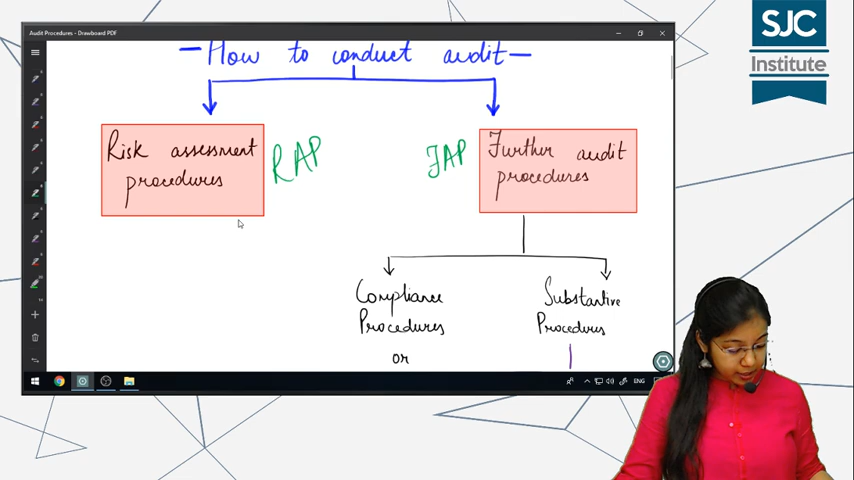 SJC
Institute
Audit Procedures - Drawboard PDF
— How to conduct audit —
Risk assessment
procedures
RAP
FAP
Further audit
procedures
Compliance
Procedures
or
Substantive
Procedures
ENG